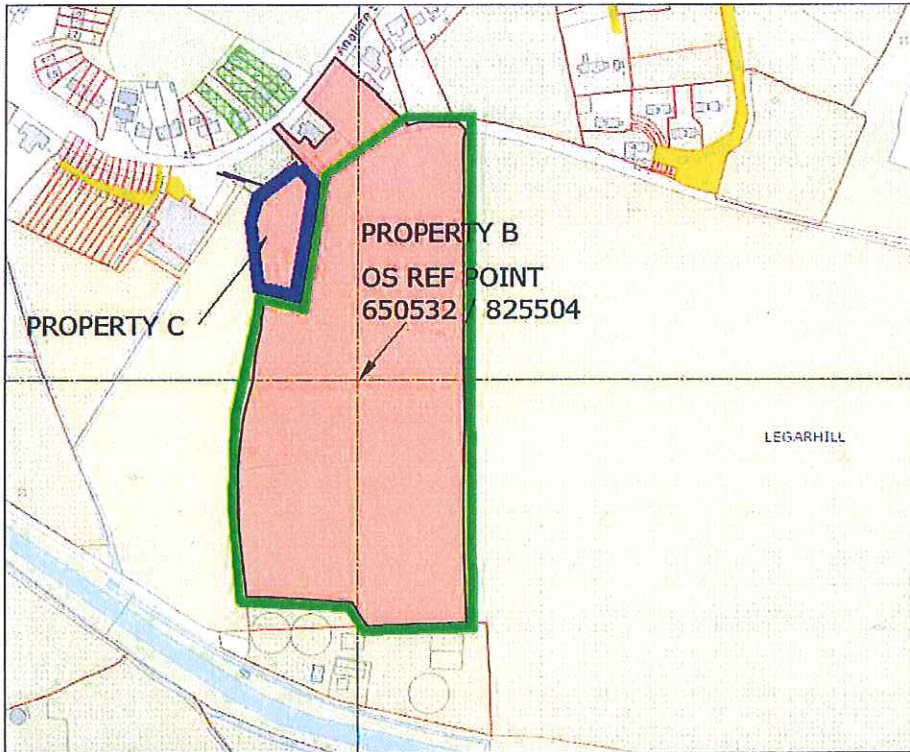 PROPERTY B
OS REF POINT
650532 / 825504
PROPERTY C
LEGARHILL